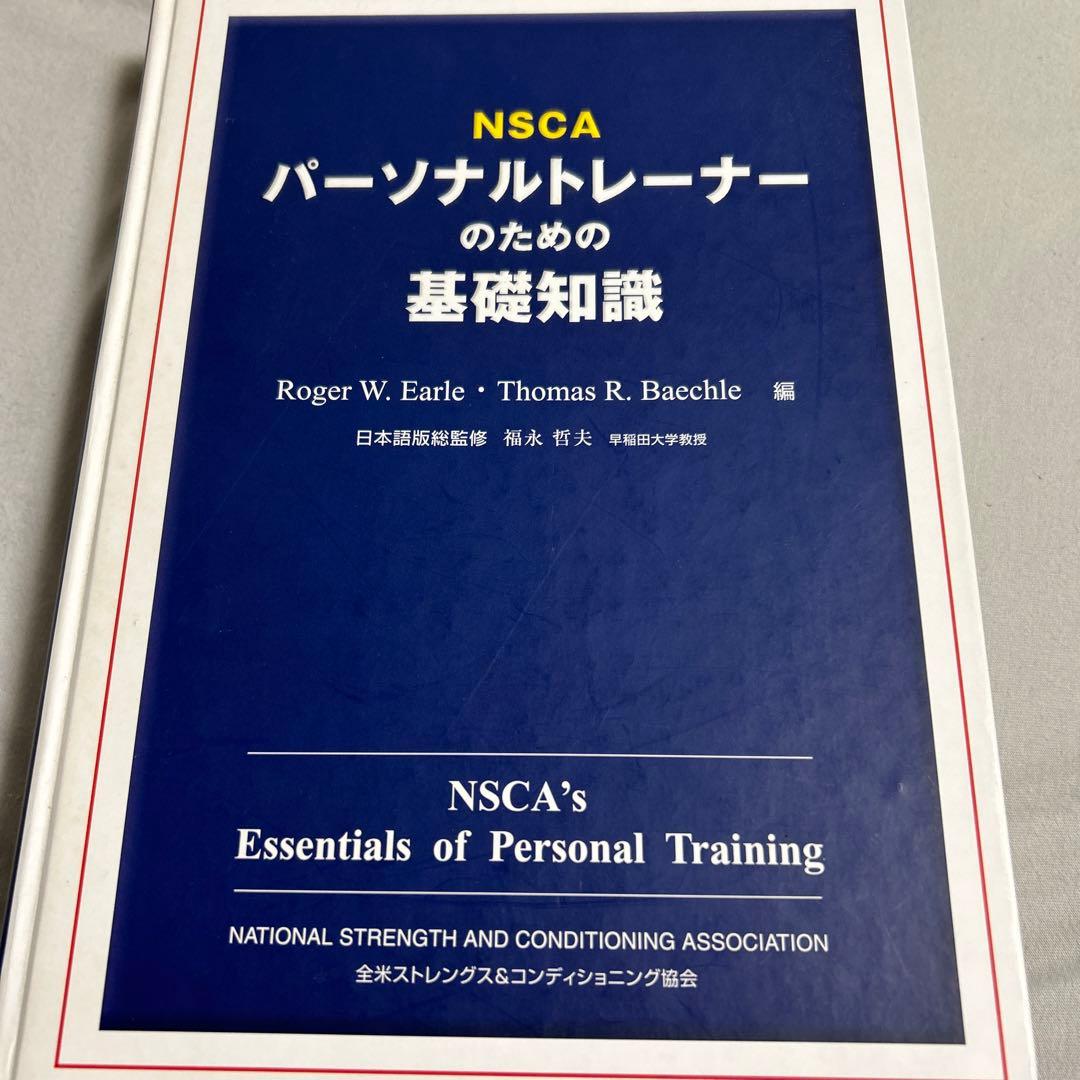 NSCA
パーソナルトレーナー
のための
基礎知識
Roger W. Earle・Thomas R. Baechle 編
日本語版総監修 福永 哲夫 早稲田大学教授
NSCA's
Essentials of Personal Training
NATIONAL STRENGTH AND CONDITIONING ASSOCIATION
全米ストレングス&コンディショニング協会